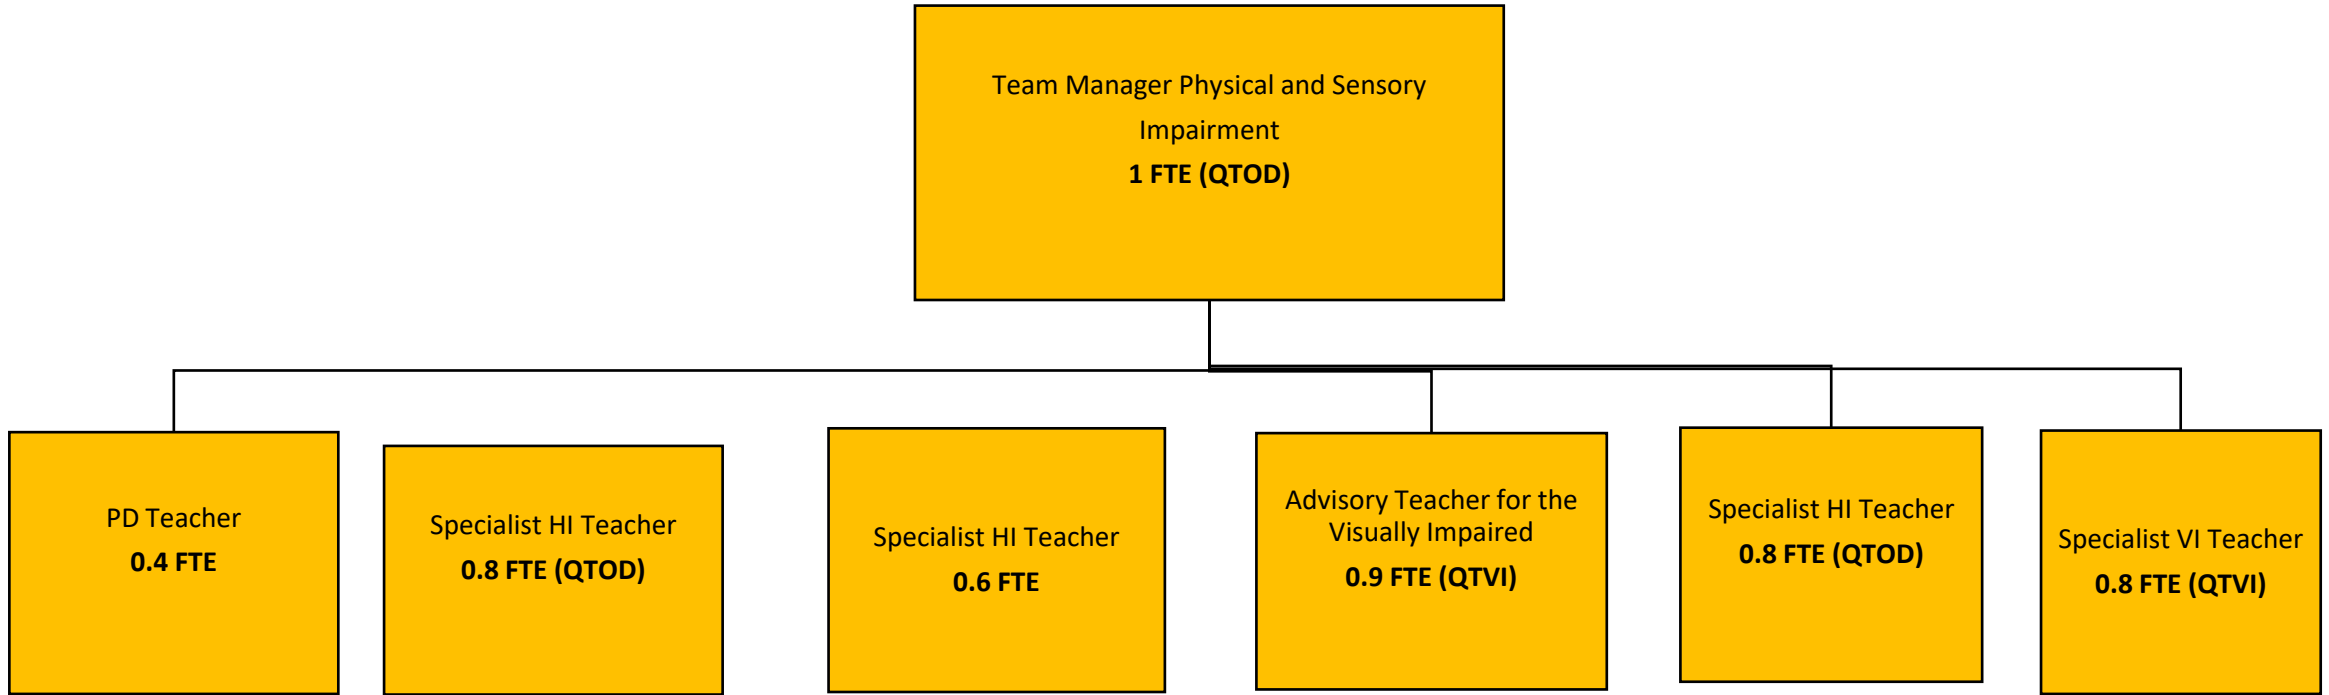 Team Manager Physical and Sensory
Impairment
1 FTE (QTOD)
PD Teacher
0.4 FTE
Specialist HI Teacher
0.8 FTE (QTOD)
Specialist HI Teacher
0.6 FTE
Advisory Teacher for the
Visually Impaired
0.9 FTE (QTVI)
Specialist HI Teacher
0.8 FTE (QTOD)
Specialist VI Teacher
0.8 FTE (QTVI)